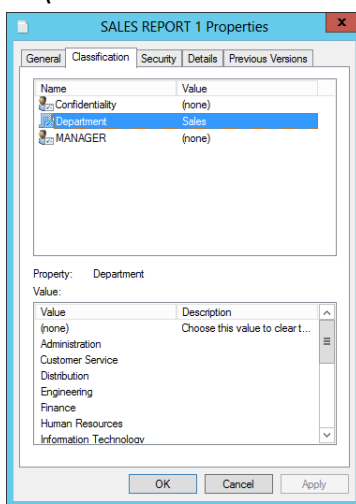 SALES REPORT 1 Properties
x
General Classification Security Details Previous Versions
Name Value
Confidentiality (none)
Department Sales
MANAGER (none)
Property: Department
Value:
Value Description
(none) Choose this value to clear t...
Administration
Customer Service
Distribution
Engineering
Finance
Human Resources
Information Technology
OK Cancel Apply